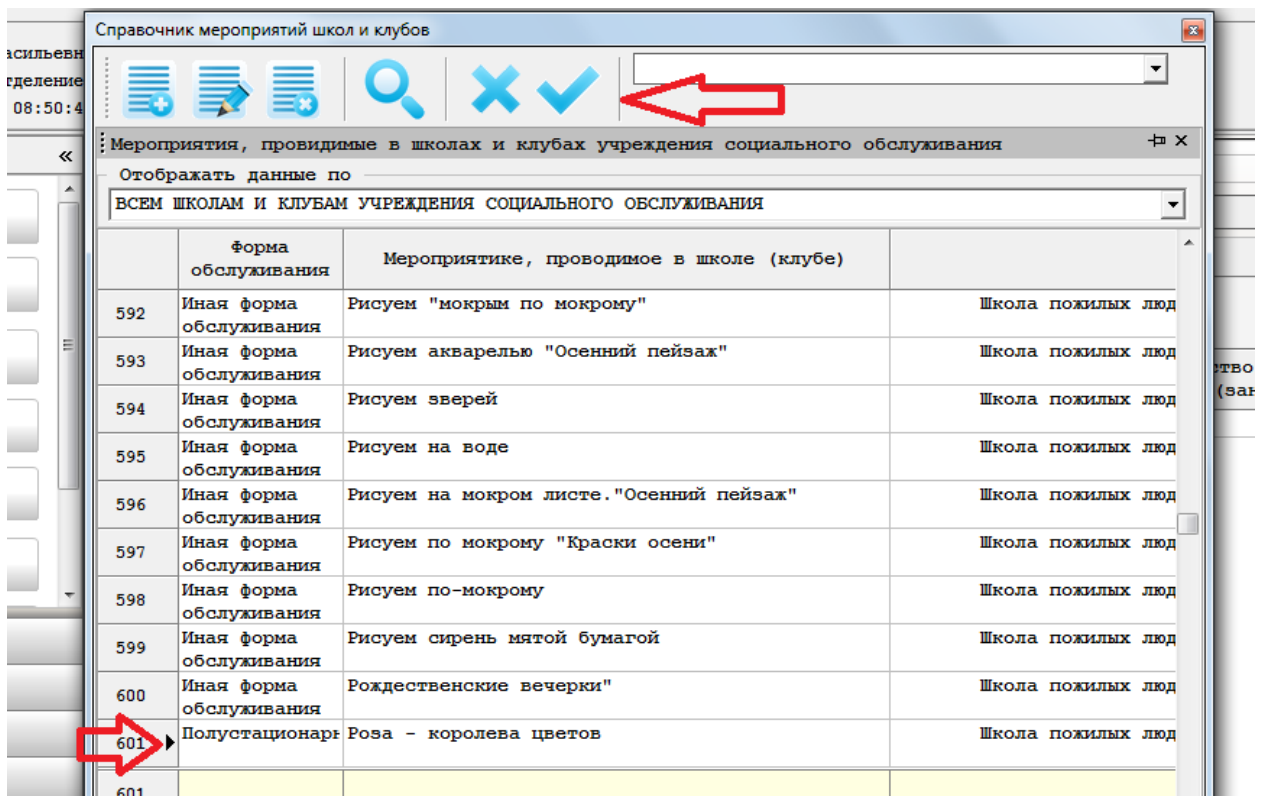 Справочник мероприятий школ и клубов
асильевн
тделение
08:50:4
«
Мероприятия, провидимые в школах и клубах учреждения социального обслуживания
Отображать данные по
ВСЕМ ШКОЛАМ И КЛУБАМ УЧРЕЖДЕНИЯ СОЦИАЛЬНОГО ОБСЛУЖИВАНИЯ
Форма
обслуживания
Мероприятике, проводимое в школе (клубе)
592 Иная форма Рисуем "мокрым по мокрому" Школа пожилых люд
обслуживания
593 Иная форма Рисуем акварелью "Осенний пейзаж" Школа пожилых люд
обслуживания
594 Иная форма Рисуем зверей Школа пожилых люд
обслуживания
595 Иная форма Рисуем на воде Школа пожилых люд
обслуживания
596 Иная форма Рисуем на мокром листе."Осенний пейзаж" Школа пожилых люд
обслуживания
597 Иная форма Рисуем по мокрому "Краски осени" Школа пожилых люд
обслуживания
598 Иная форма Рисуем по-мокрому Школа пожилых люд
обслуживания
599 Иная форма Рисуем сирень мятой бумагой Школа пожилых люд
обслуживания
600 Иная форма Рождественские вечерки" Школа пожилых люд
обслуживания
601 Полустационарн Роза - королева цветов Школа пожилых люд
601
тво
(зан